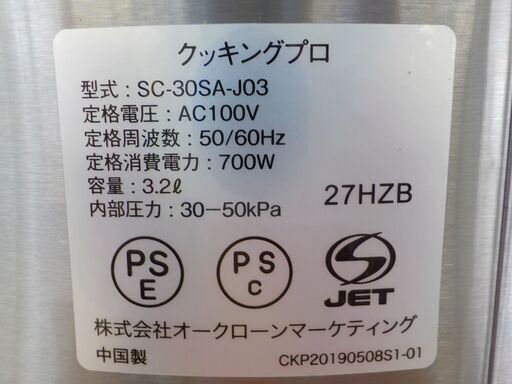 クッキングプロ
型式：SC-30SA-J03
定格電圧：AC100V
定格周波数：50/60Hz
定格消費電力：700W
容量：3.2ℓ
内部圧力：30−50kPa
27HZB
PS
E
PS
C
S
JET
株式会社オークローンマーケティング
中国製
CKP20190508S1-01